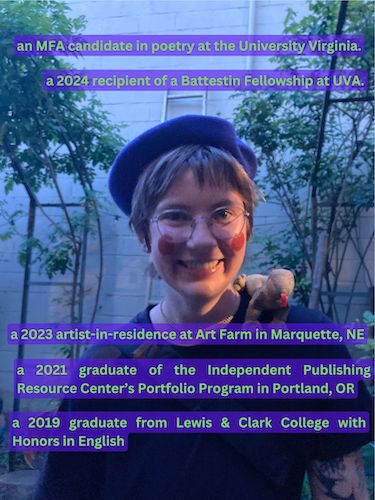 an MFA candidate in poetry at the University Virginia.
a 2024 recipient of a Battestin Fellowship at UVA.
a 2023 artist-in-residence at Art Farm in Marquette, NE
a 2021 graduate of the Independent Publishing
Resource Center's Portfolio Program in Portland, OR
a 2019 graduate from Lewis & Clark College with
Honors in English